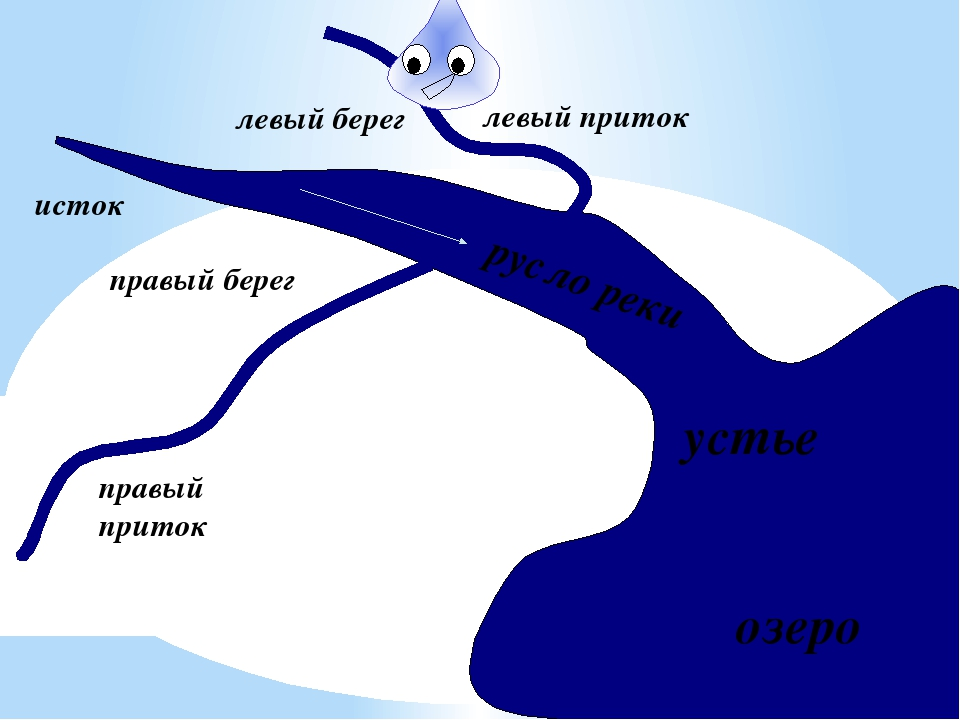 левый берег
левый приток
исток
правый берег
русло реки
устье
правый
приток
озеро